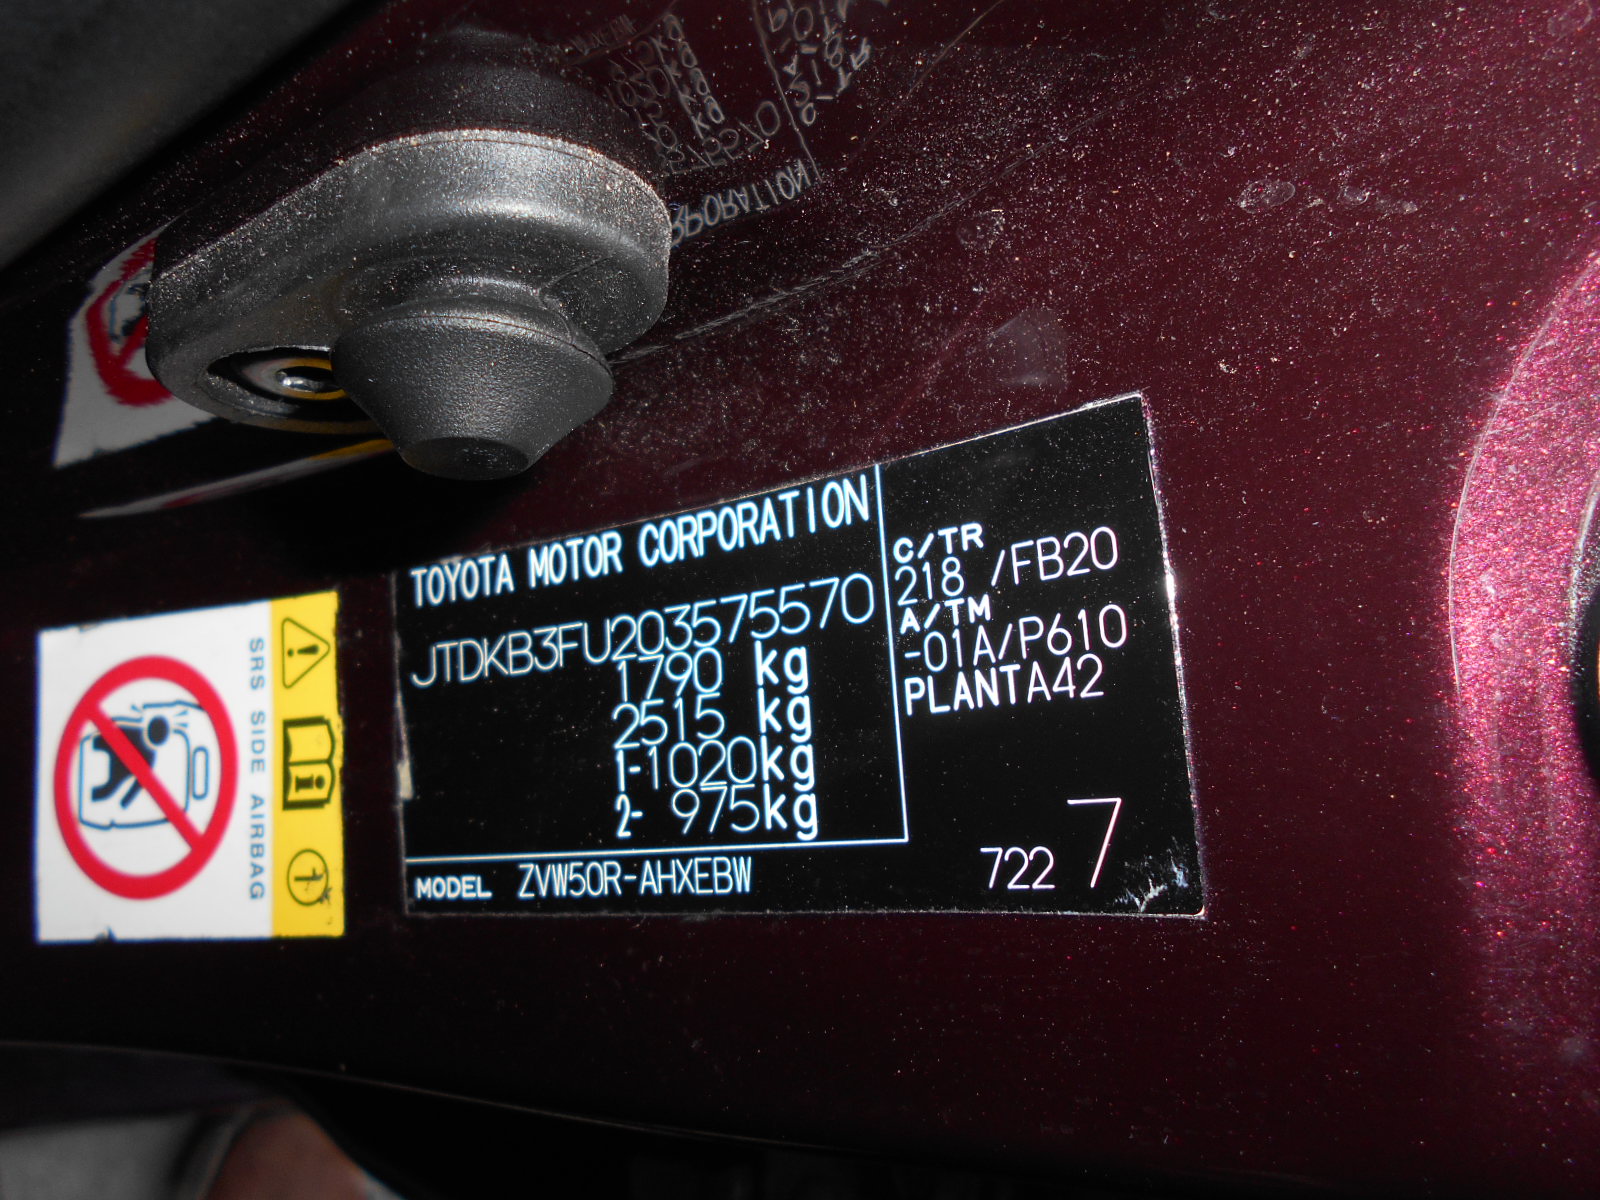 TOYOTA MOTOR CORPORATION
JTDKB3FU203575570
1790 kg
2515 kg
1-1020kg
2- 975kg
MODEL ZVW50R-AHXEBW
C/TR
218 /FB20
A/TM
-01A/P610
PLANTA42
722 7
SRS SIDE AIRBAG